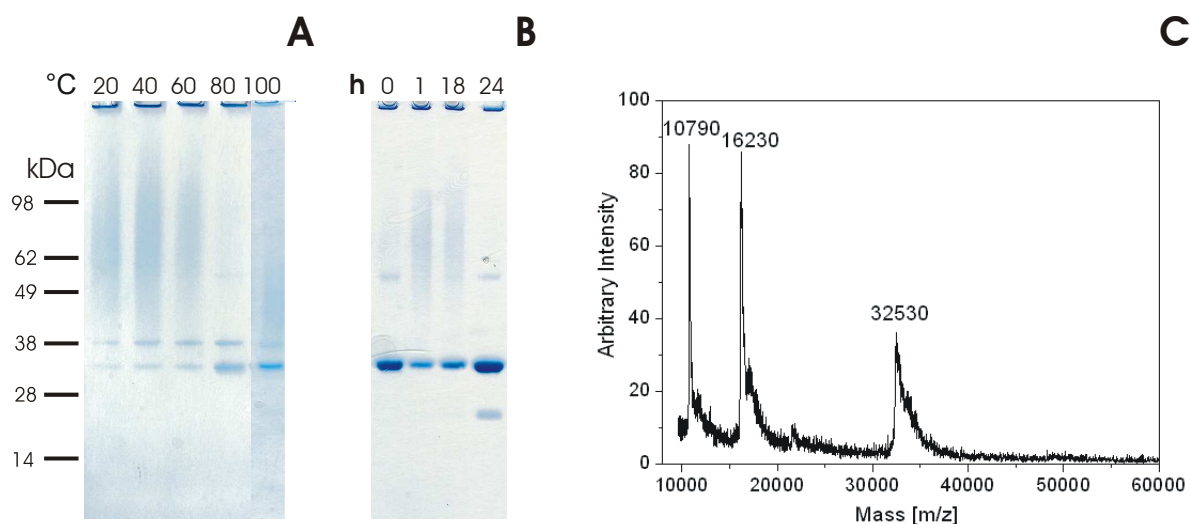 A
B
C
°C 20 40 60 80 100
h 0 1 18 24
kDa
98
62
49
38
28
14
100
80
60
40
20
0
Arbitrary Intensity
10790
16230
32530
10000 20000 30000 40000 50000 60000
Mass [m/z]